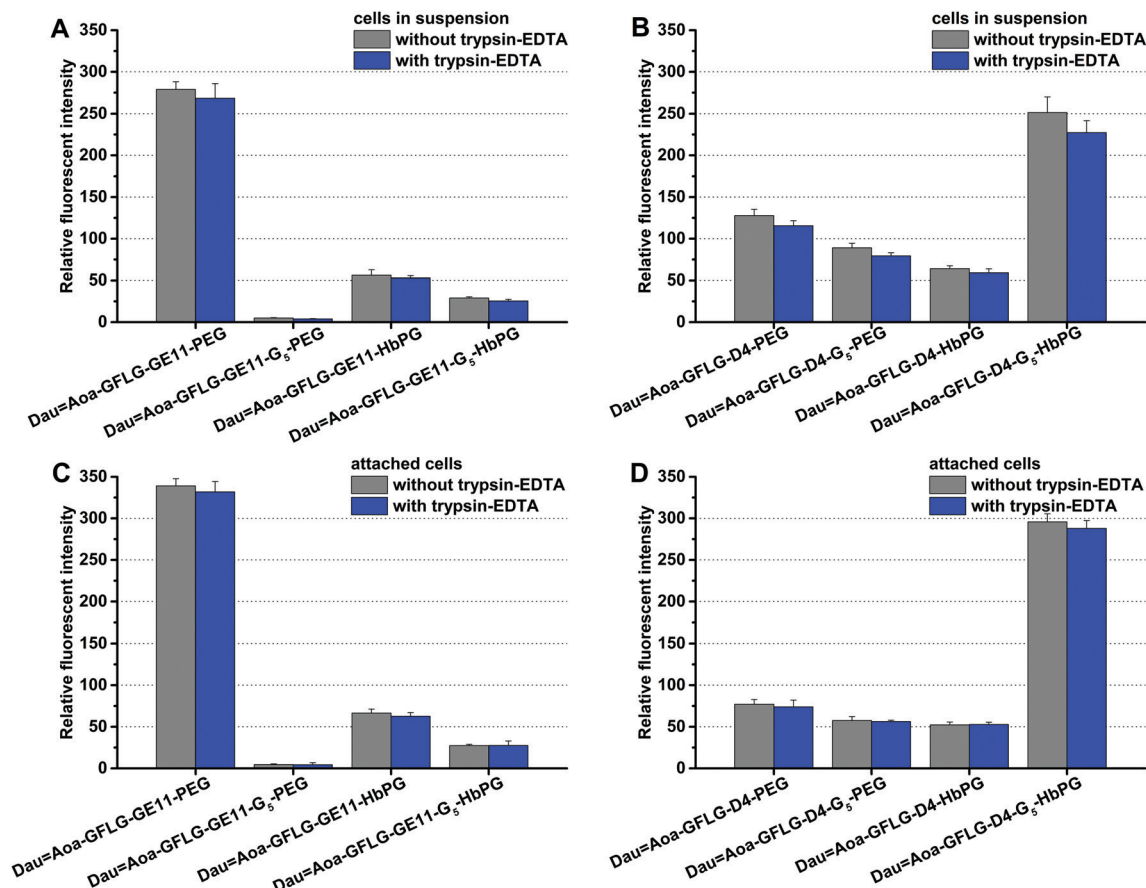 A
cells in suspension
without trypsin-EDTA
with trypsin-EDTA
Relative fluorescent intensity
350
300
250
200
150
100
50
0
Dau=Aoa-GFLG-GE11-PEG
Dau=Aoa-GFLG-GE11-G₅-PEG
Dau=Aoa-GFLG-GE11-HbPG
Dau=Aoa-GFLG-GE11-G₅-HbPG
B
cells in suspension
without trypsin-EDTA
with trypsin-EDTA
Relative fluorescent intensity
350
300
250
200
150
100
50
0
Dau=Aoa-GFLG-D4-PEG
Dau=Aoa-GFLG-D4-G₅-PEG
Dau=Aoa-GFLG-D4-HbPG
Dau=Aoa-GFLG-D4-G₅-HbPG
C
attached cells
without trypsin-EDTA
with trypsin-EDTA
Relative fluorescent intensity
350
300
250
200
150
100
50
0
Dau=Aoa-GFLG-GE11-PEG
Dau=Aoa-GFLG-GE11-G₅-PEG
Dau=Aoa-GFLG-GE11-HbPG
Dau=Aoa-GFLG-GE11-G₅-HbPG
D
attached cells
without trypsin-EDTA
with trypsin-EDTA
Relative fluorescent intensity
350
300
250
200
150
100
50
0
Dau=Aoa-GFLG-D4-PEG
Dau=Aoa-GFLG-D4-G₅-PEG
Dau=Aoa-GFLG-D4-HbPG
Dau=Aoa-GFLG-D4-G₅-HbPG